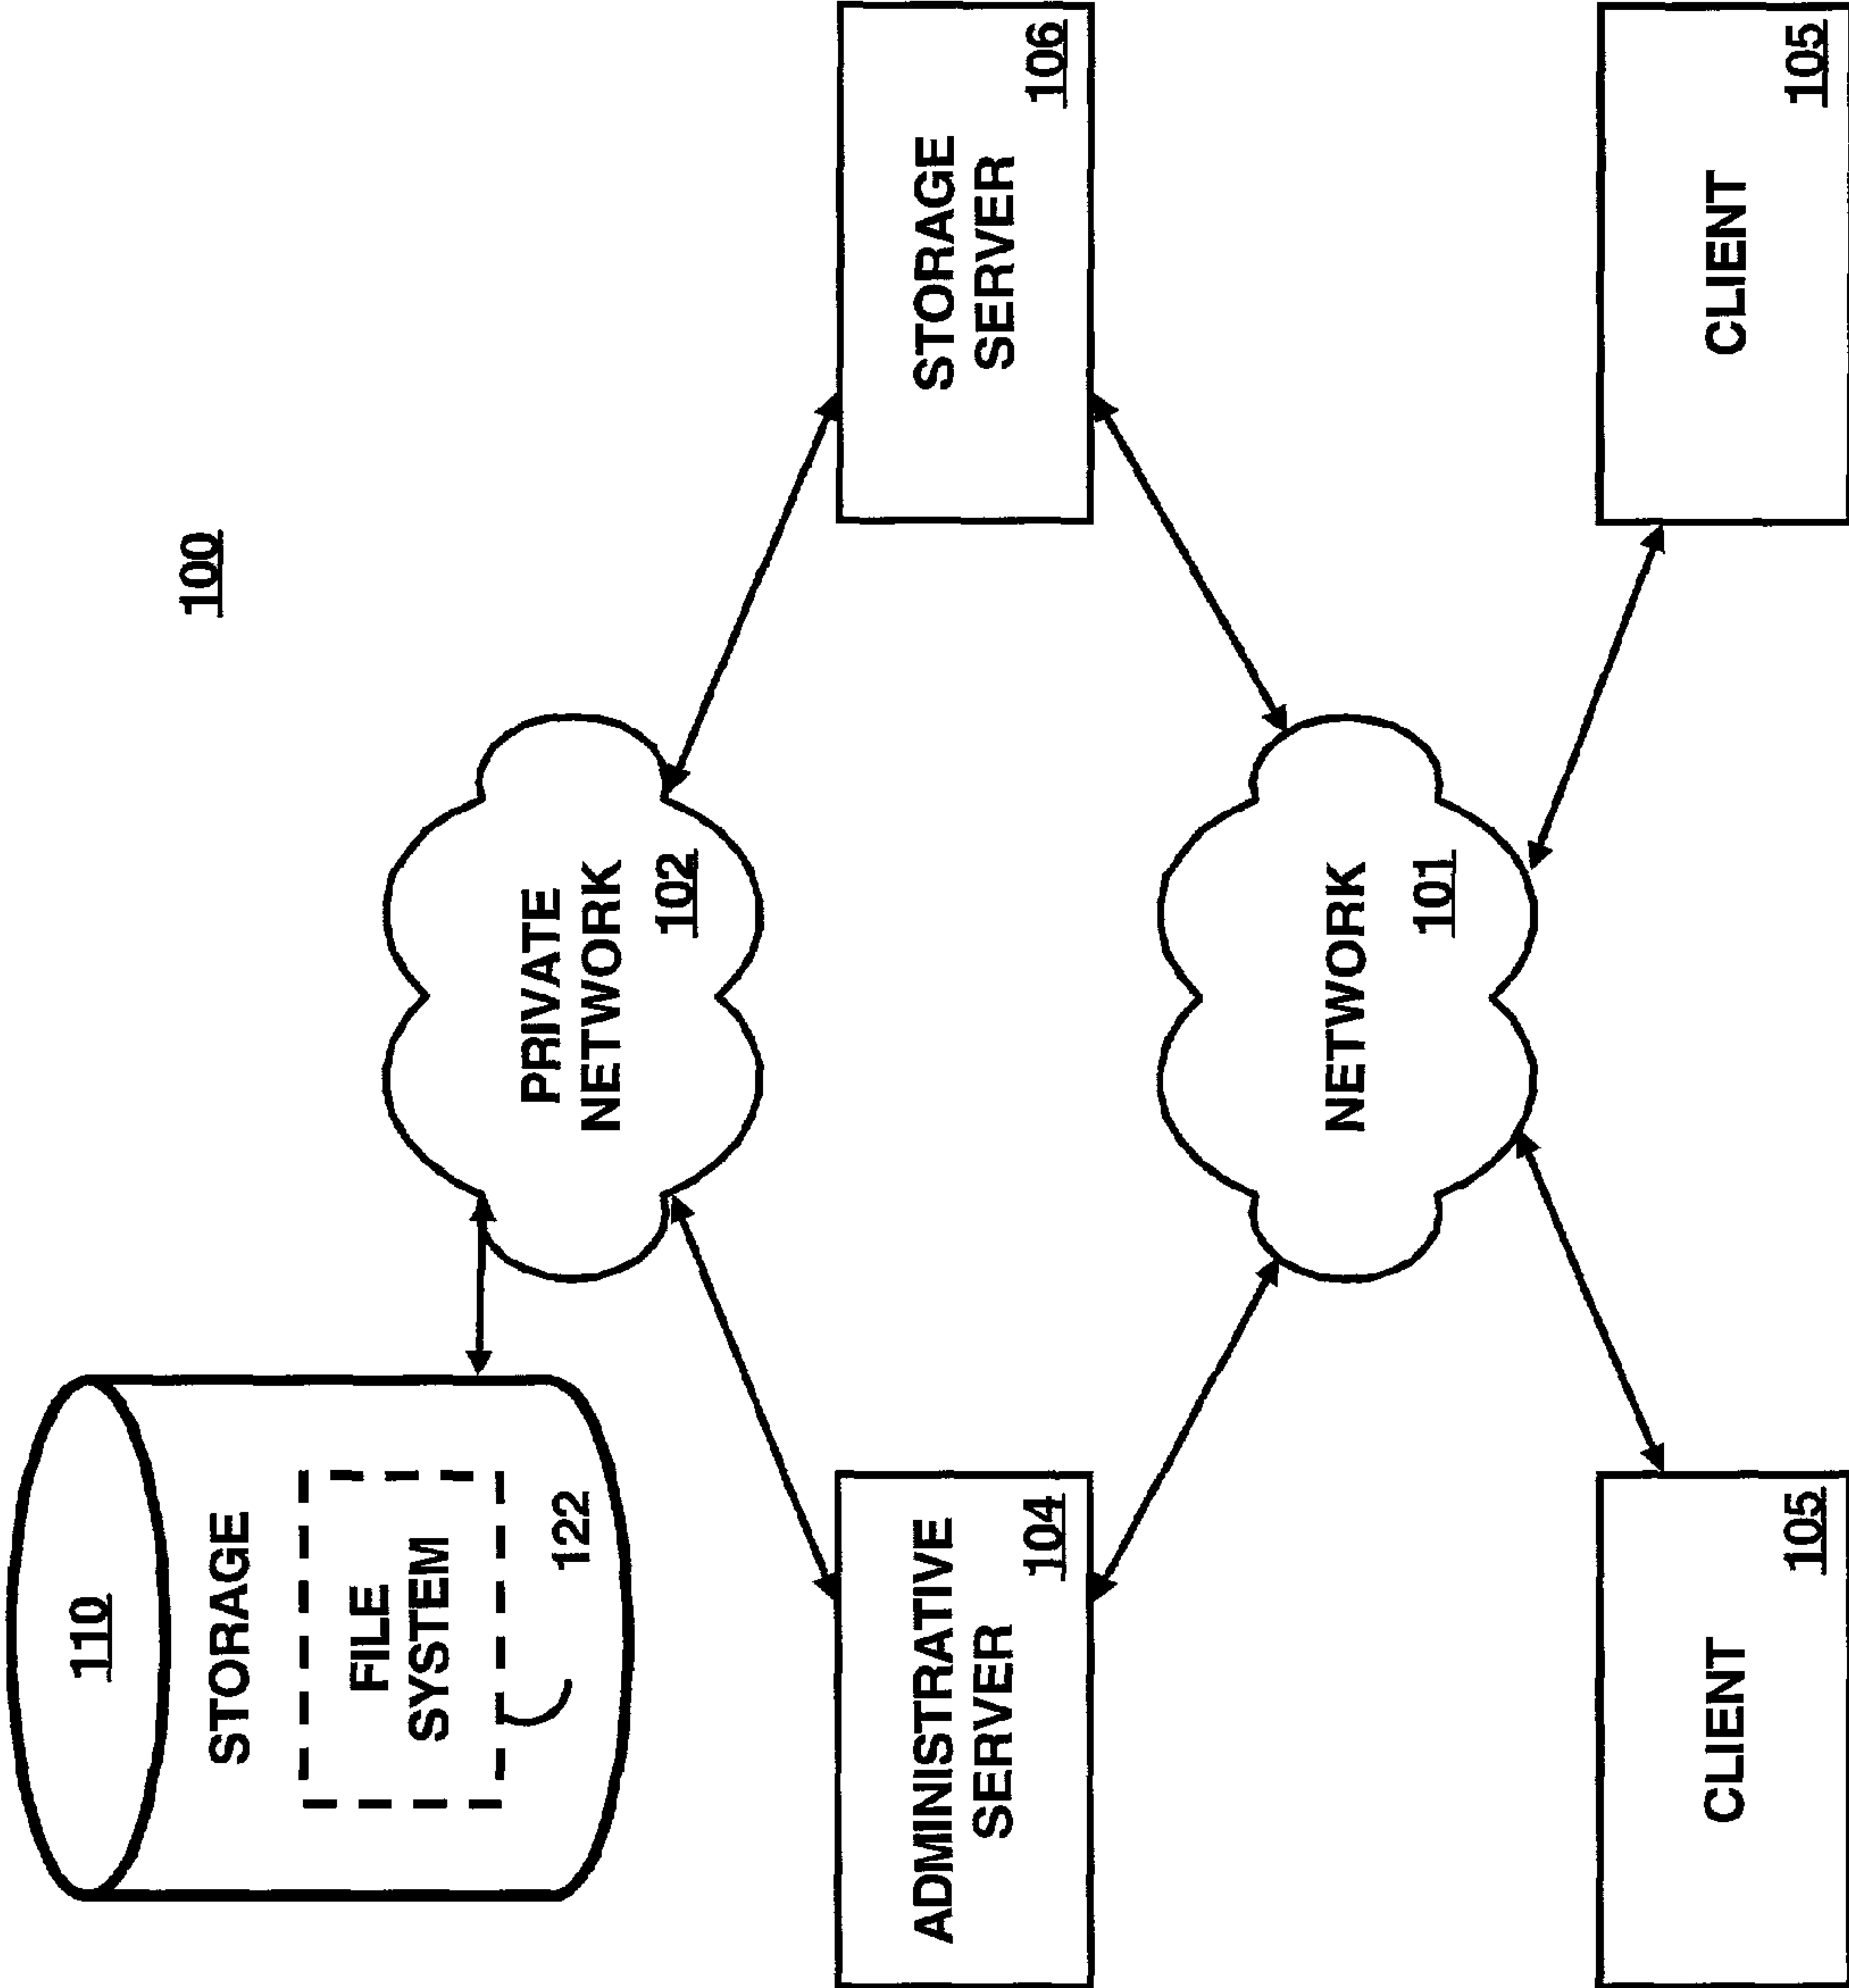 100
110
STORAGE
FILE
SYSTEM
122
PRIVATE
NETWORK
102
ADMINISTRATIVE
SERVER
104
STORAGE
SERVER
106
NETWORK
101
CLIENT
105
CLIENT
105